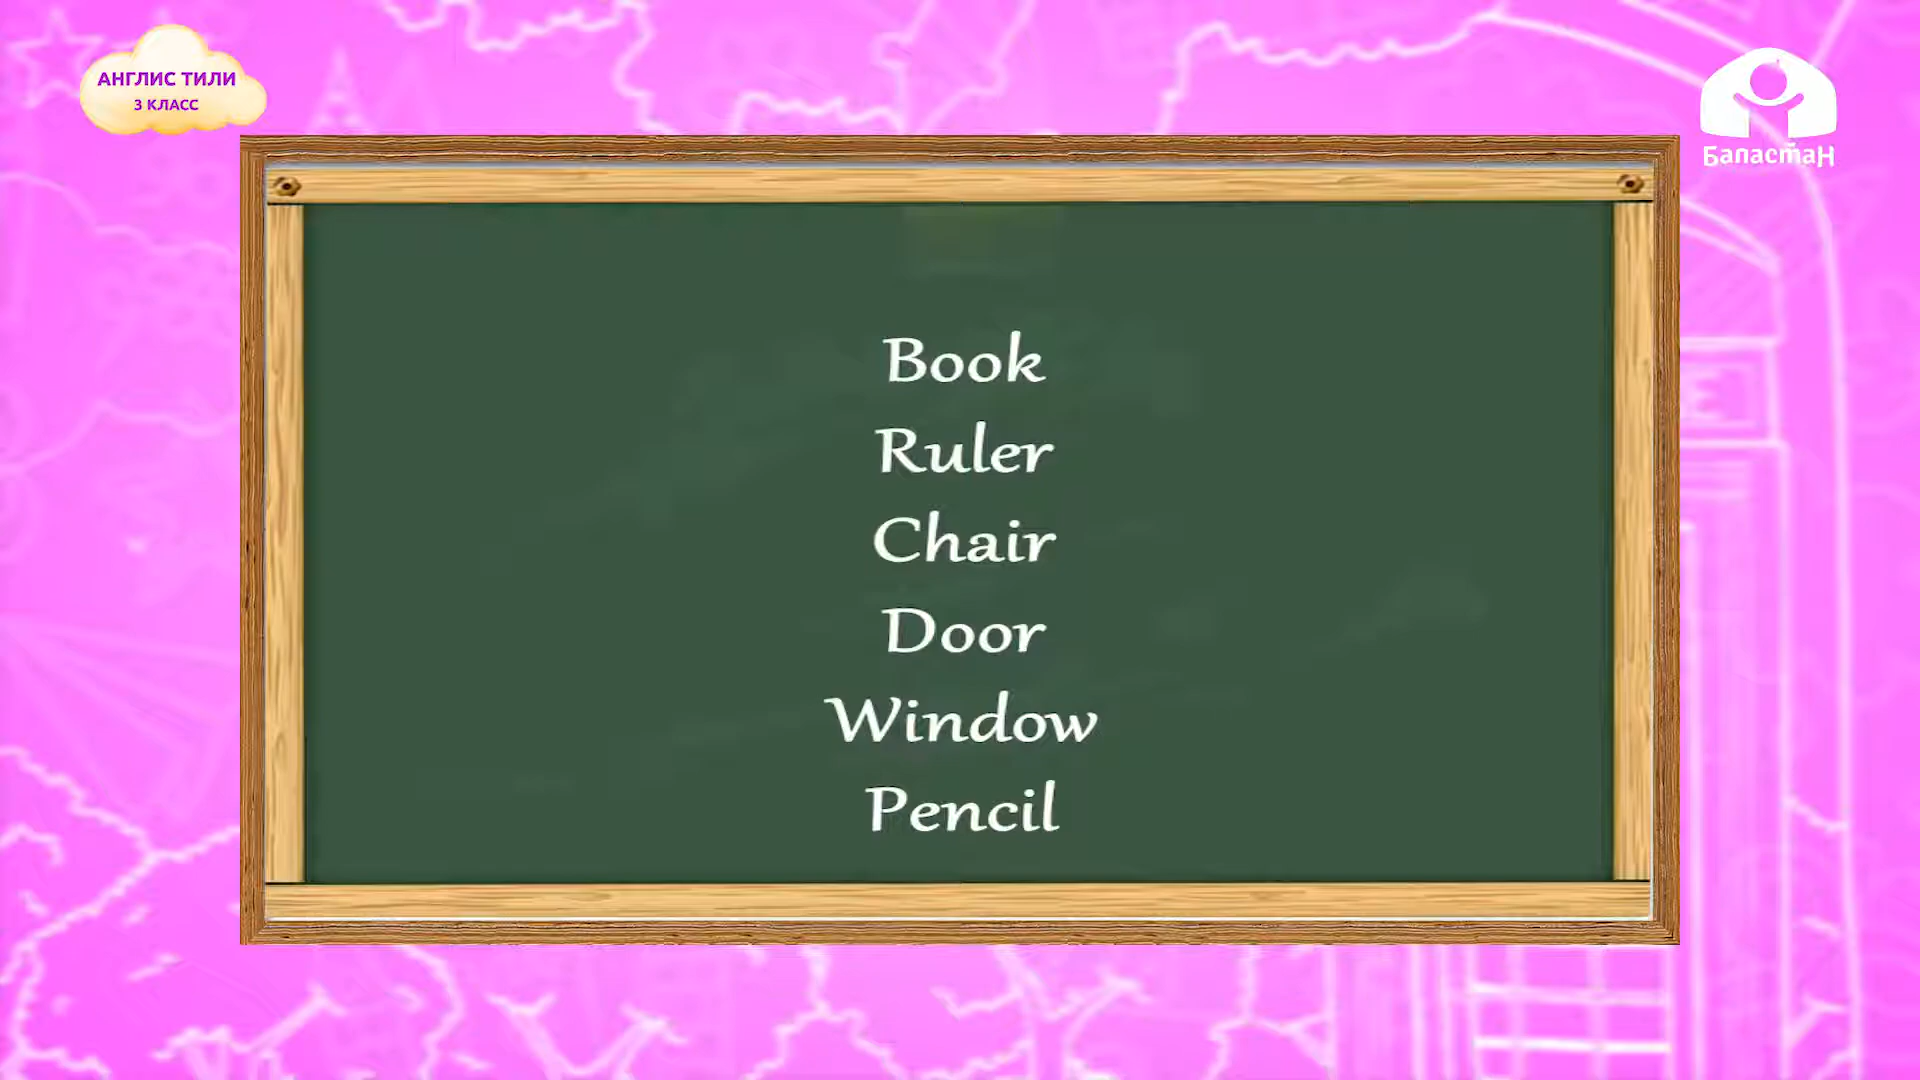 АНГЛИС ТИЛИ
3 КЛАСС
Баластан
Book
Ruler
Chair
Door
Window
Pencil